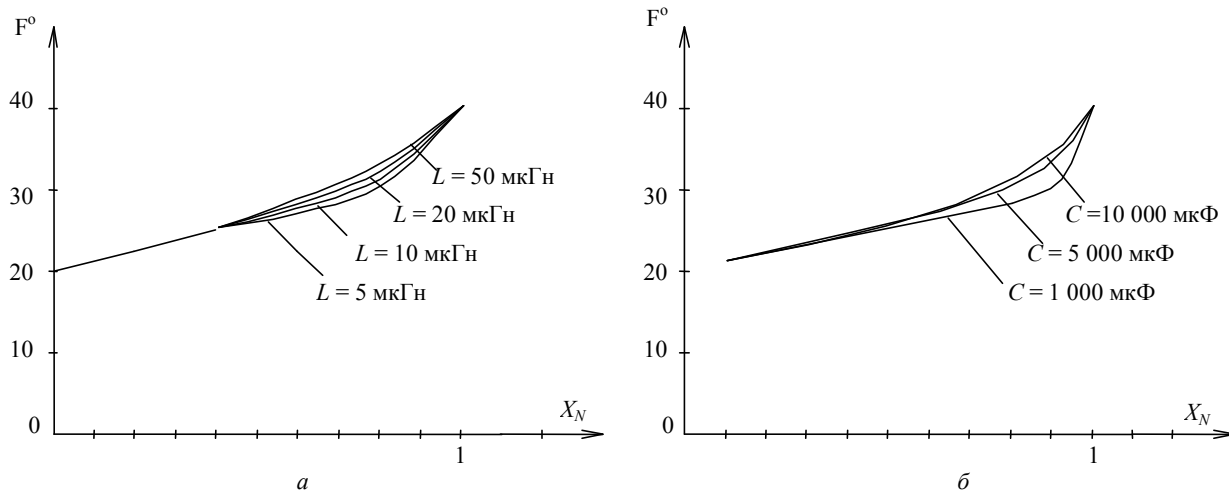 F°
40
30
20
10
0
L = 50 мкГн
L = 20 мкГн
L = 10 мкГн
L = 5 мкГн
X_N
1
а
F°
40
30
20
10
0
C =10 000 мкФ
C = 5 000 мкФ
C = 1 000 мкФ
X_N
1
б